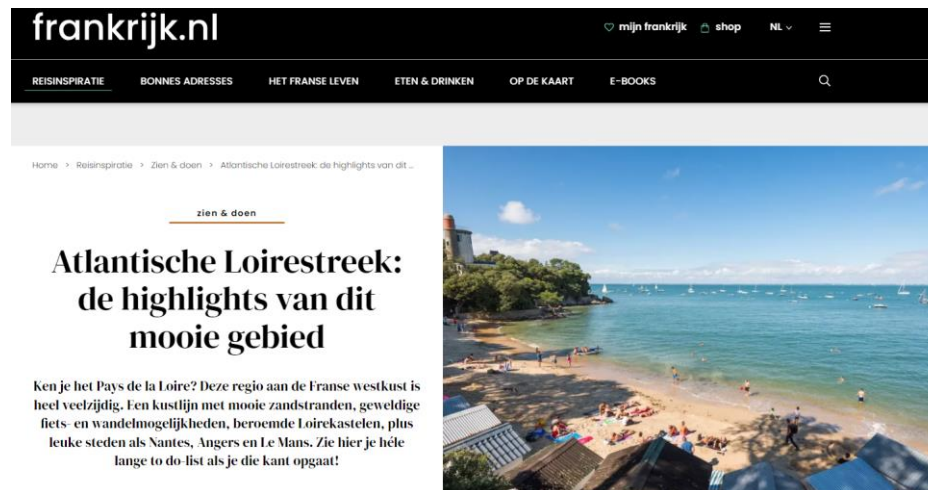 frankrijk.nl
mijn frankrijk shop NL
REISINSPIRATIE BONNES ADRESSES HET FRANSE LEVEN ETEN & DRINKEN OP DE KAART E-BOOKS
Home > Reisinspiratie > Zien & doen > Atlantische Loirestreek: de highlights van dit ...
zien & doen
Atlantische Loirestreek:
de highlights van dit
mooie gebied
Ken je het Pays de la Loire? Deze regio aan de Franse westkust is
heel veelzijdig. Een kustlijn met mooie zandstranden, geweldige
fiets- en wandelmogelijkheden, beroemde Loirekastelen, plus
leuke steden als Nantes, Angers en Le Mans. Zie hier je héle
lange to do-list als je die kant opgaat!